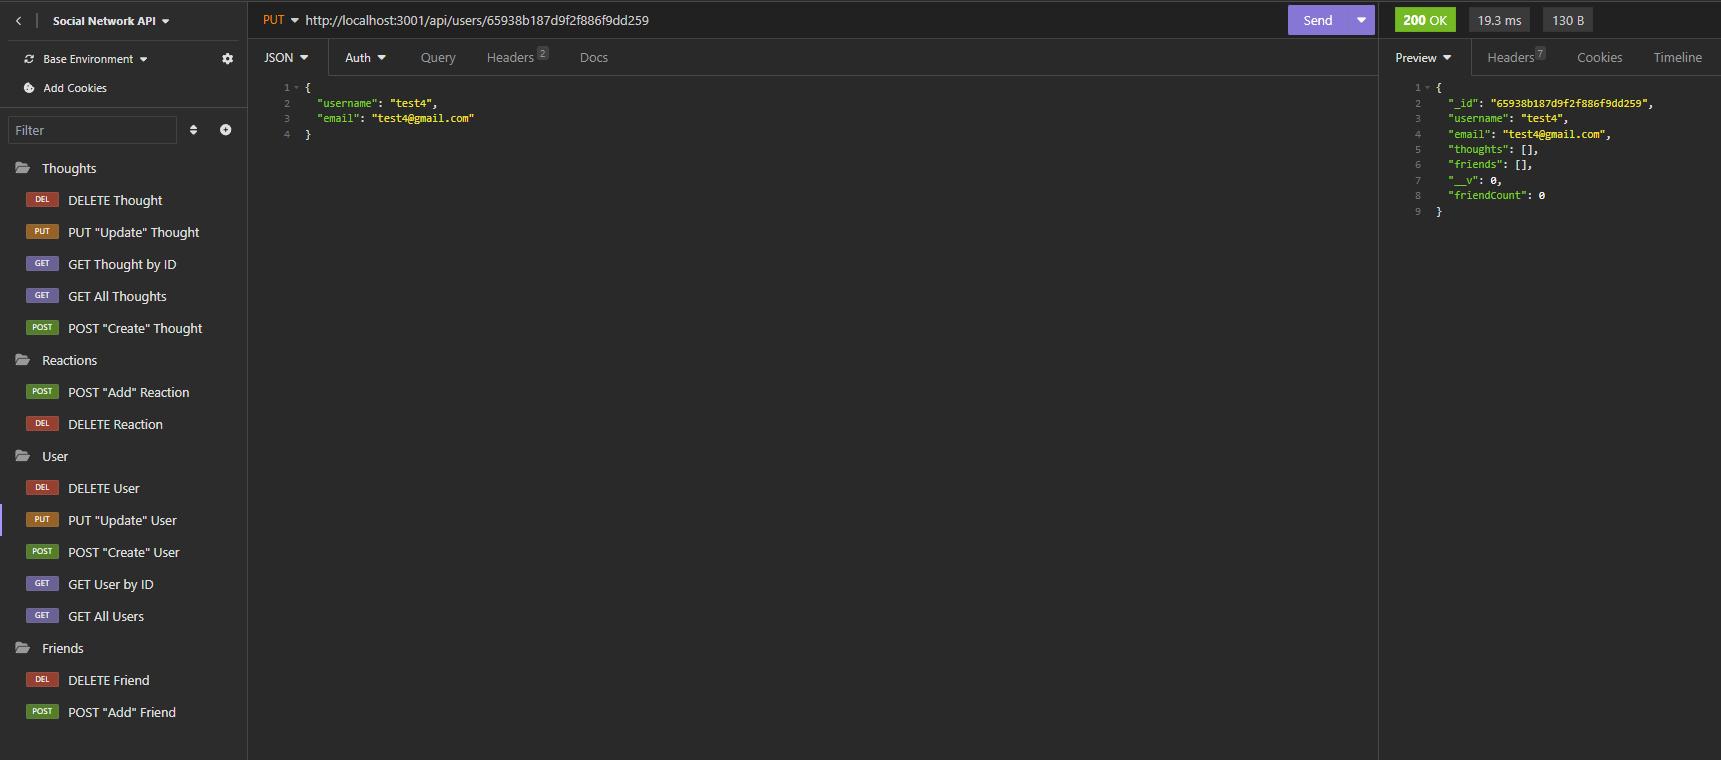 Social Network API
Base Environment
Add Cookies
Filter
Thoughts
DEL DELETE Thought
PUT PUT "Update" Thought
GET GET Thought by ID
GET GET All Thoughts
POST POST "Create" Thought
Reactions
POST POST "Add" Reaction
DEL DELETE Reaction
User
DEL DELETE User
PUT PUT "Update" User
POST POST "Create" User
GET GET User by ID
GET GET All Users
Friends
DEL DELETE Friend
POST POST "Add" Friend
PUT http://localhost:3001/api/users/65938b187d9f2f886f9dd259 Send
JSON Auth Query Headers 2 Docs
1 {
2 "username": "test4",
3 "email": "test4@gmail.com"
4 }
200 OK 19.3 ms 130 B
Preview Headers 7 Cookies Timeline
1 {
2 "_id": "65938b187d9f2f886f9dd259",
3 "username": "test4",
4 "email": "test4@gmail.com",
5 "thoughts": [],
6 "friends": [],
7 "__v": 0,
8 "friendCount": 0
9 }